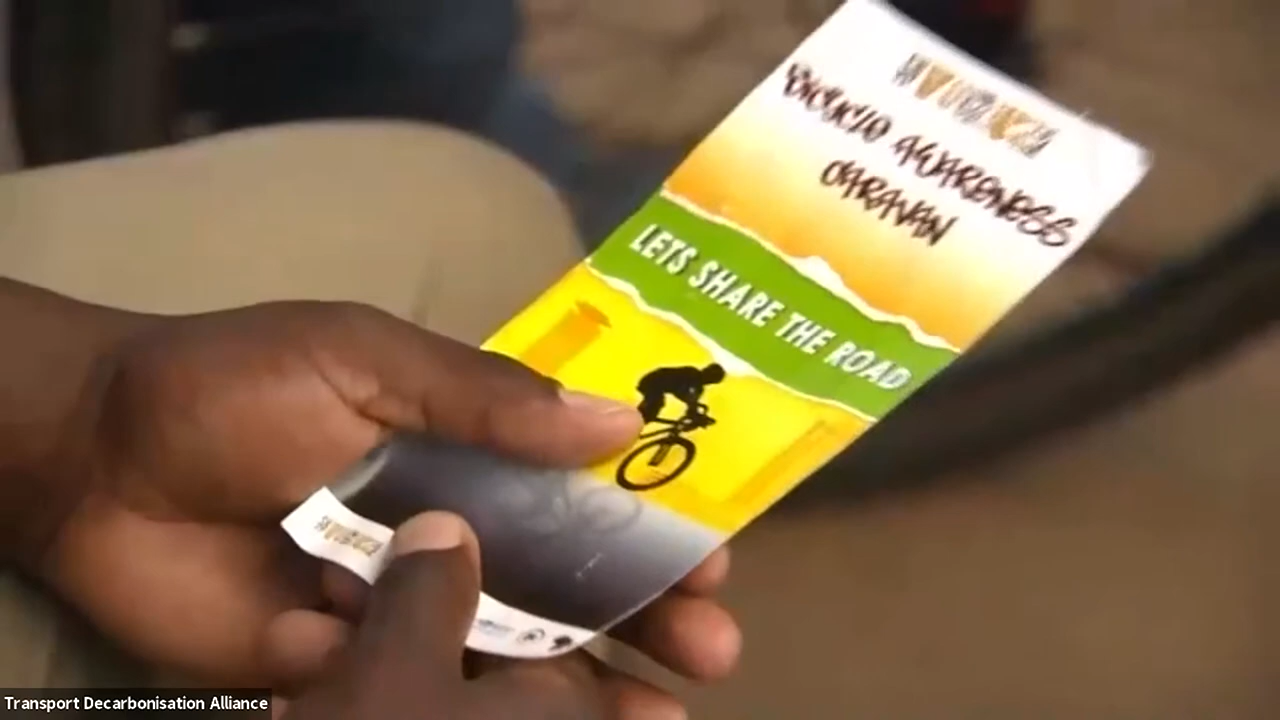 BICYCLE AWARENESS
CARAVAN
LETS SHARE THE ROAD
Transport Decarbonisation Alliance